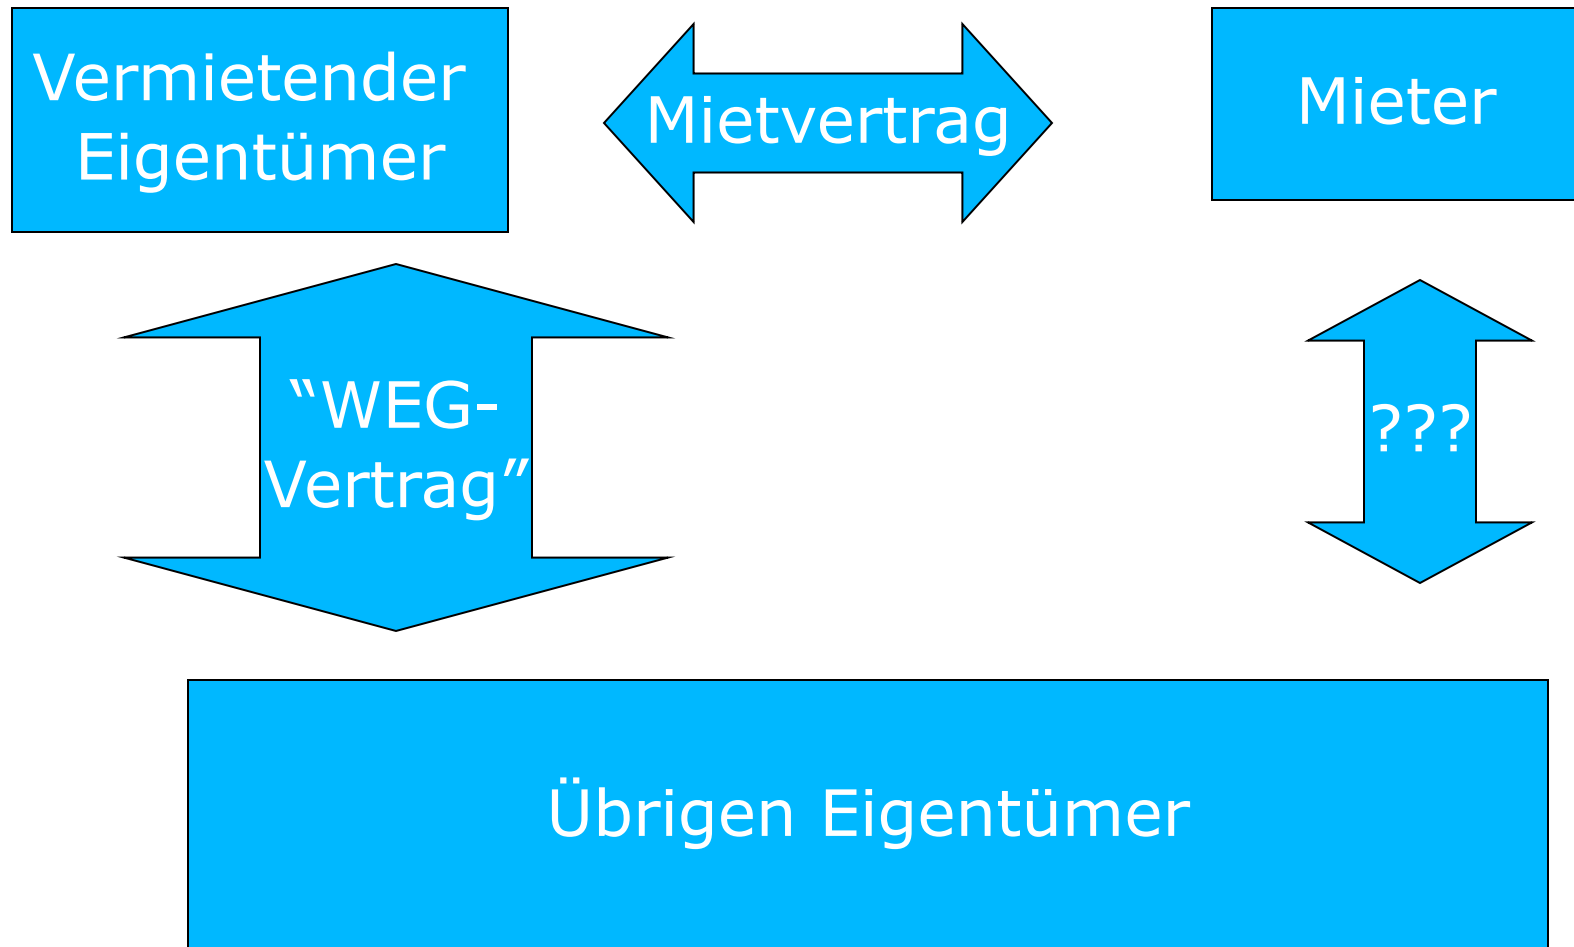 Vermietender
Eigentümer
Mietvertrag
Mieter
“WEG-
Vertrag”
???
Übrigen Eigentümer